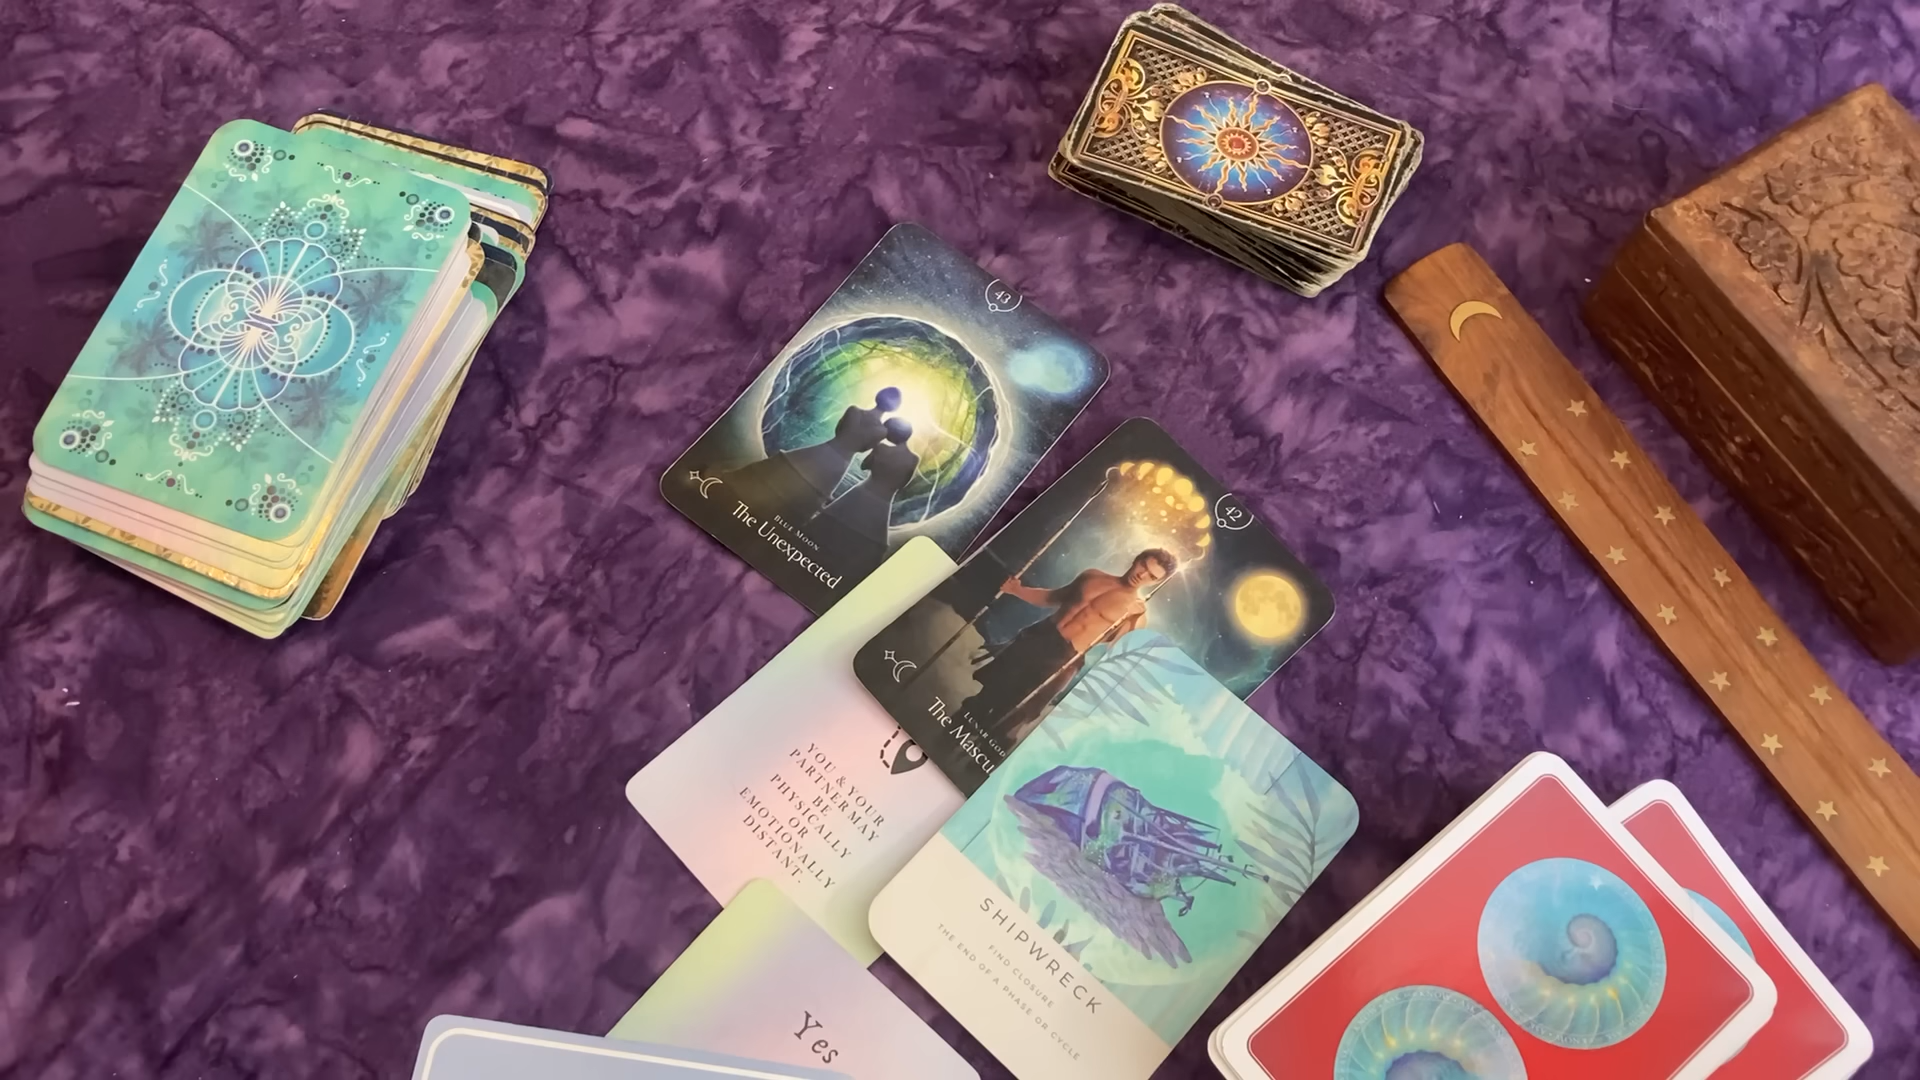 43
BLUE MOON
The Unexpected
42
LUNAR GOD
The Mascu
YOU & YOUR
PARTNER MAY
BE
PHYSICALLY
OR
EMOTIONALLY
DISTANT.
SHIPWRECK
FIND CLOSURE
THE END OF A PHASE OR CYCLE
Yes